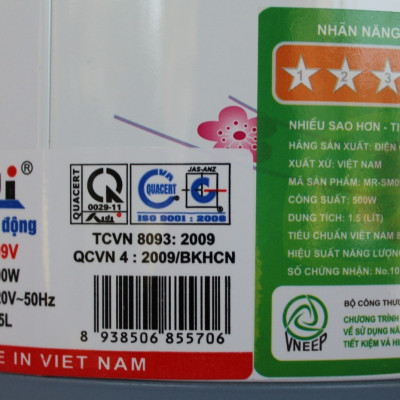 ®
động
9V
00W
20V~50Hz
5L
QUACERT
0029-11
QUACERT
JAS-ANZ
ISO 9001 : 2008
TCVN 8093: 2009
QCVN 4 : 2009/BKHCN
8 938506 855706
IN VIET NAM
NHÃN NĂNG
1 2 3
NHIỀU SAO HƠN - TI
HÃNG SẢN XUẤT: ĐIỆN
XUẤT XỨ: VIỆT NAM
MÃ SẢN PHẨM: MR-SM0
CÔNG SUẤT: 500W
DUNG TÍCH: 1.5 (LÍT)
TIÊU CHUẨN VIỆT NAM 8
HIỆU SUẤT NĂNG LƯỢNG
SỐ CHỨNG NHẬN: No.10
VNEEP
BỘ CÔNG THƯ
CHƯƠNG TRÌNH
VỀ SỬ DỤNG NĂ
TIẾT KIỆM VÀ HI